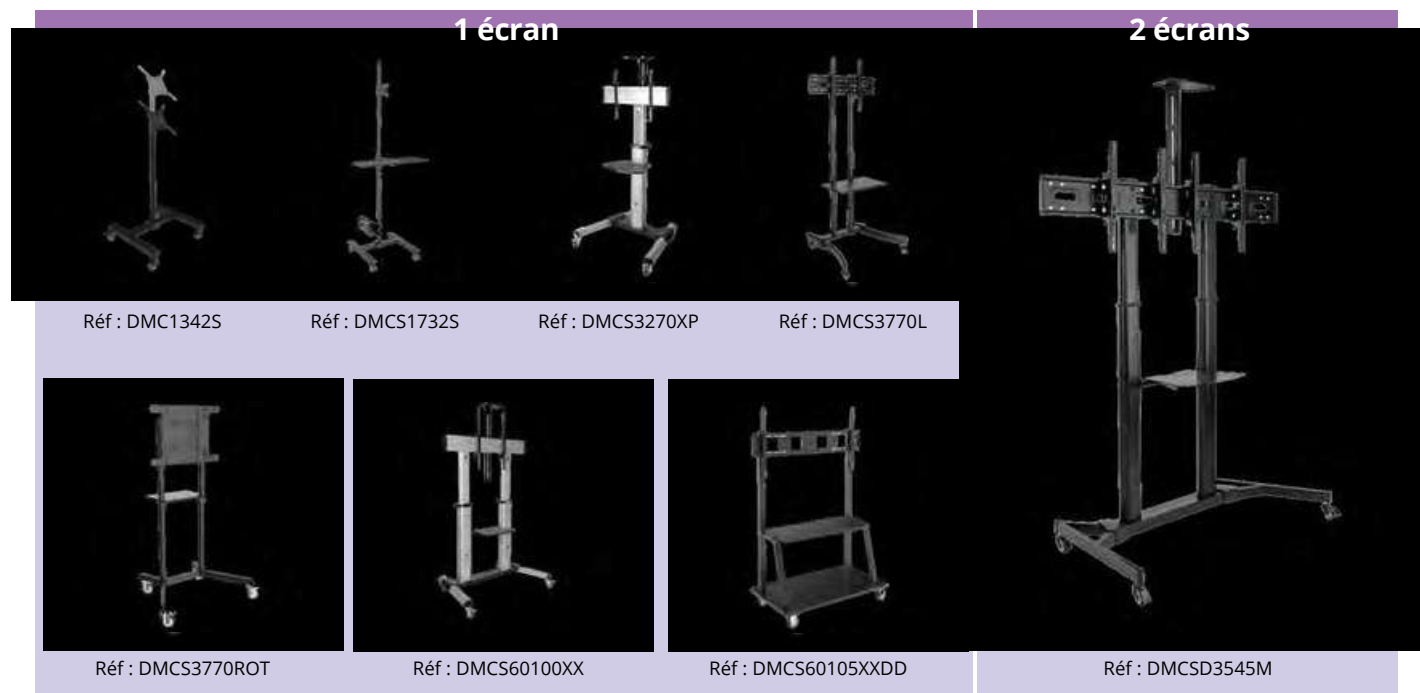 1 écran
2 écrans
Réf : DMC1342S
Réf : DMCS1732S
Réf : DMCS3270XP
Réf : DMCS3770L
Réf : DMCS3770ROT
Réf : DMCS60100XX
Réf : DMCS60105XXDD
Réf : DMCSD3545M